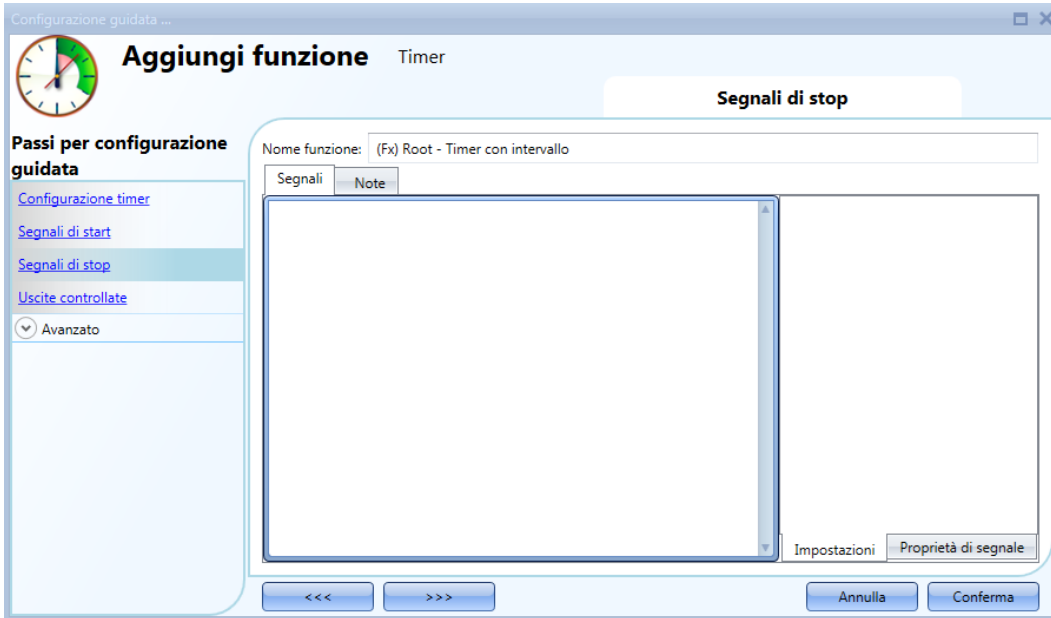 Configurazione guidata ...
Aggiungi funzione Timer
Segnali di stop
Passi per configurazione
guidata
Configurazione timer
Segnali di start
Segnali di stop
Uscite controllate
Avanzato
Nome funzione: (Fx) Root - Timer con intervallo
Segnali Note
Impostazioni Proprietà di segnale
<<< >>> Annulla Conferma